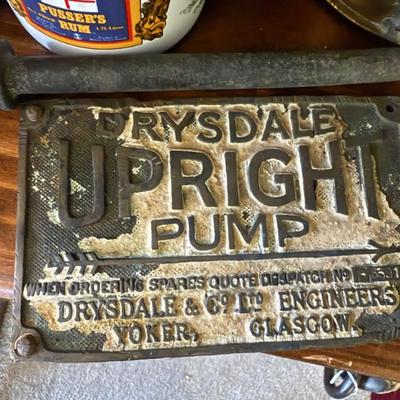 PUSSER'S
RUM
DRYSDALE
UPRIGHT
PUMP
WHEN ORDERING SPARES QUOTE DESPATCH Nº
DRYSDALE & Cº LTD ENGINEERS
YOKER, GLASGOW.